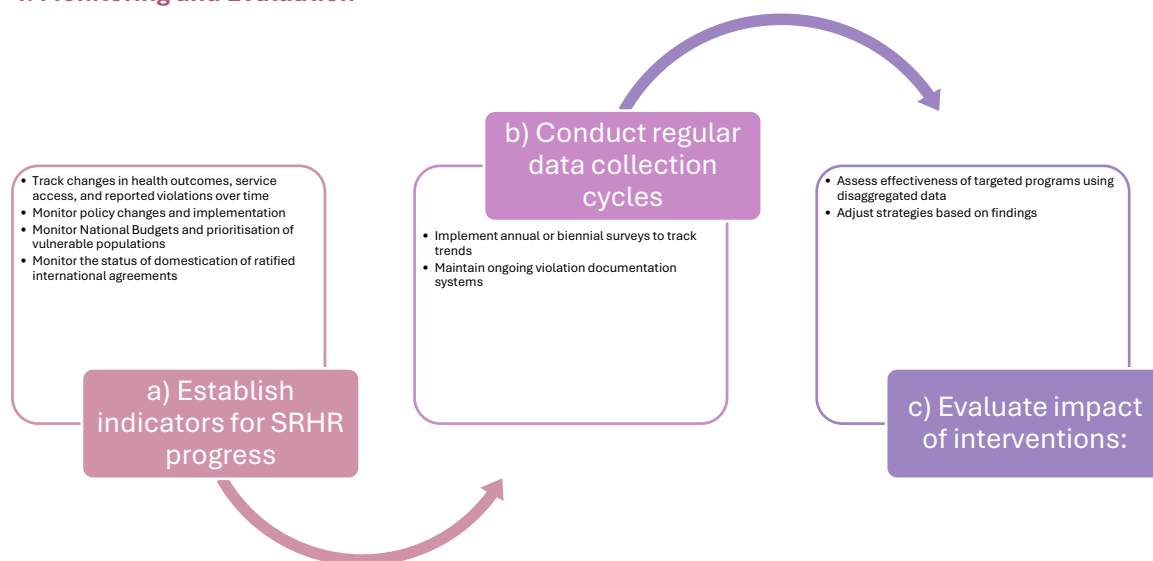 Monitoring and Evaluation
• Track changes in health outcomes, service
access, and reported violations over time
• Monitor policy changes and implementation
• Monitor National Budgets and prioritisation of
vulnerable populations
• Monitor the status of domestication of ratified
international agreements
a) Establish
indicators for SRHR
progress
b) Conduct regular
data collection
cycles
• Implement annual or biennial surveys to track
trends
• Maintain ongoing violation documentation
systems
• Assess effectiveness of targeted programs using
disaggregated data
• Adjust strategies based on findings
c) Evaluate impact
of interventions: